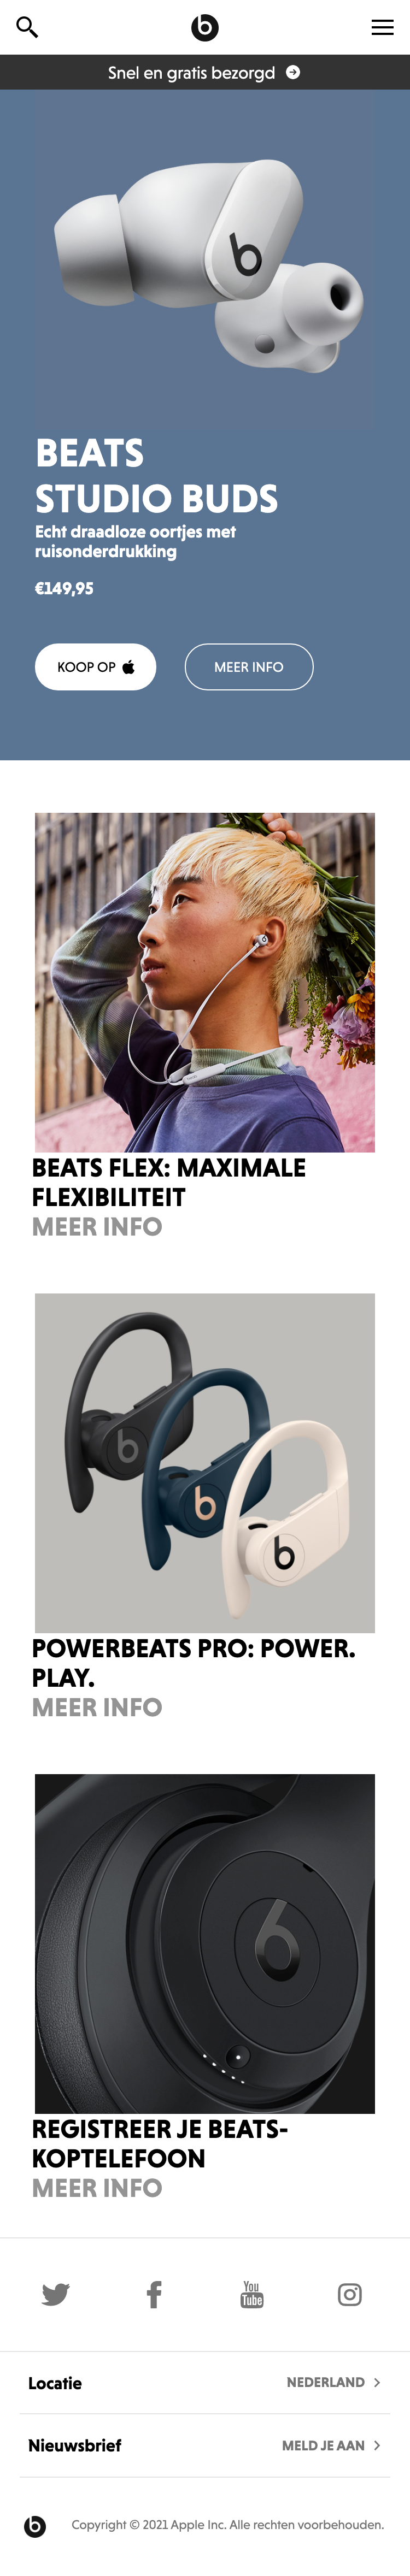 Snel en gratis bezorgd
BEATS
STUDIO BUDS
Echt draadloze oortjes met
ruisonderdrukking
€149,95
KOOP OP
MEER INFO
BEATS FLEX: MAXIMALE
FLEXIBILITEIT
MEER INFO
POWERBEATS PRO: POWER.
PLAY.
MEER INFO
REGISTREER JE BEATS-
KOPTELEFOON
MEER INFO
You
Tube
Locatie
NEDERLAND
Nieuwsbrief
MELD JE AAN
Copyright © 2021 Apple Inc. Alle rechten voorbehouden.